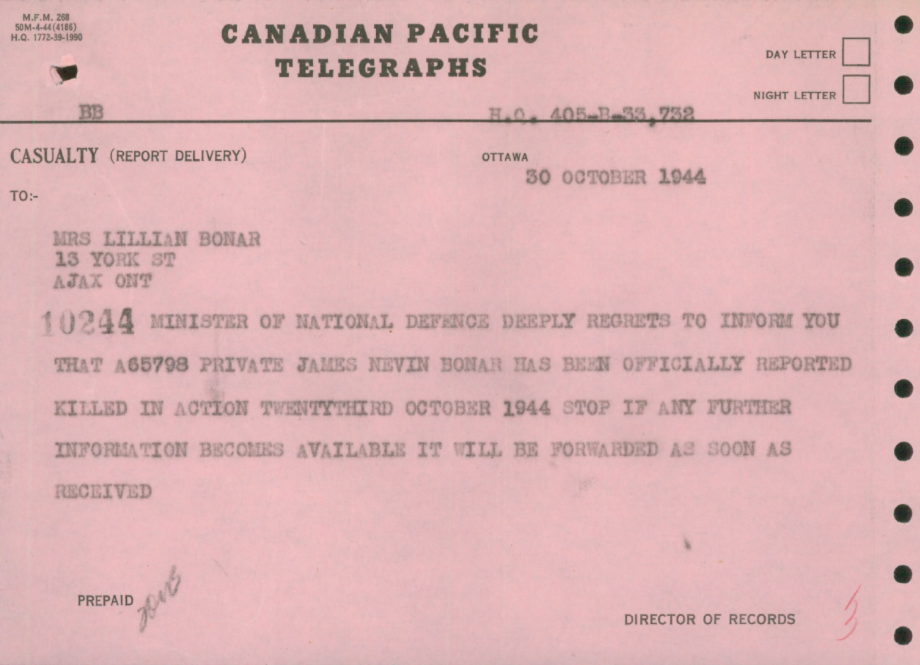 M.F.M. 268
50M-4-44 (4186)
H.Q. 1772-39-1990
CANADIAN PACIFIC
TELEGRAPHS
DAY LETTER
NIGHT LETTER
BB
H.Q. 405-B-33,732
CASUALTY (REPORT DELIVERY)
OTTAWA
30 OCTOBER 1944
TO:-
MRS LILLIAN BONAR
13 YORK ST
AJAX ONT
10244 MINISTER OF NATIONAL DEFENCE DEEPLY REGRETS TO INFORM YOU
THAT A65798 PRIVATE JAMES NEVIN BONAR HAS BEEN OFFICIALLY REPORTED
KILLED IN ACTION TWENTYTHIRD OCTOBER 1944 STOP IF ANY FURTHER
INFORMATION BECOMES AVAILABLE IT WILL BE FORWARDED AS SOON AS
RECEIVED
PREPAID
DIRECTOR OF RECORDS